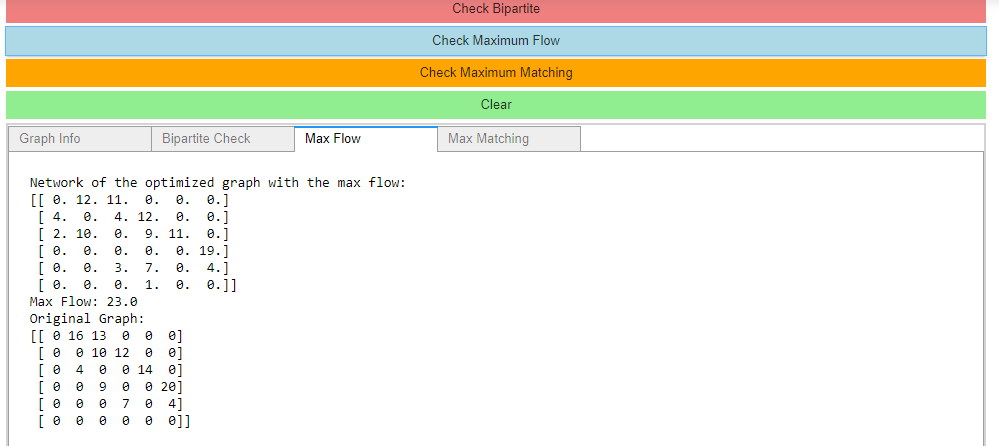 Check Bipartite
Check Maximum Flow
Check Maximum Matching
Clear
Graph Info Bipartite Check Max Flow Max Matching
Network of the optimized graph with the max flow:
[[ 0. 12. 11.  0.  0.  0.]
 [ 4.  0.  4. 12.  0.  0.]
 [ 2. 10.  0.  9. 11.  0.]
 [ 0.  0.  0.  0.  0. 19.]
 [ 0.  0.  3.  7.  0.  4.]
 [ 0.  0.  0.  1.  0.  0.]]
Max Flow: 23.0
Original Graph:
[[ 0 16 13  0  0  0]
 [ 0  0 10 12  0  0]
 [ 0  4  0  0 14  0]
 [ 0  0  9  0  0 20]
 [ 0  0  0  7  0  4]
 [ 0  0  0  0  0  0]]